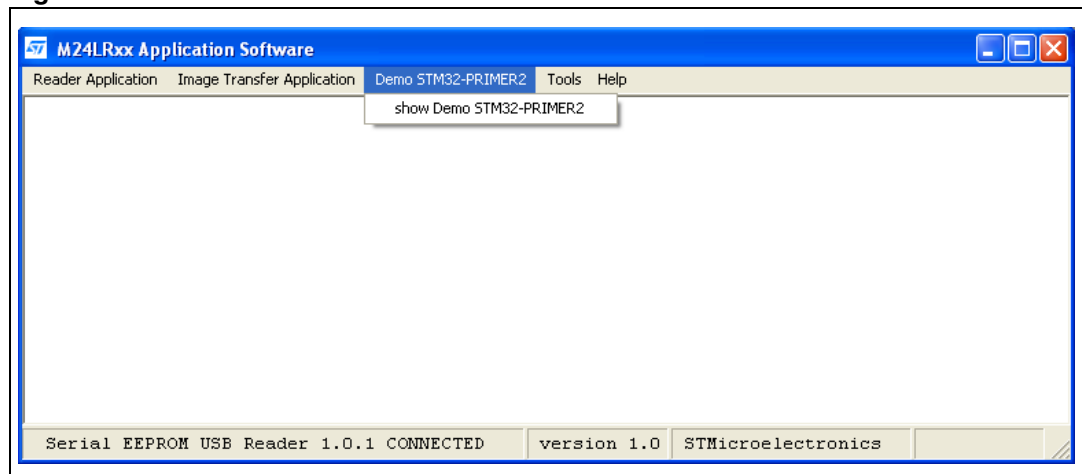 M24LRxx Application Software
Reader Application Image Transfer Application Demo STM32-PRIMER2 Tools Help
show Demo STM32-PRIMER2
Serial EEPROM USB Reader 1.0.1 CONNECTED version 1.0 STMicroelectronics